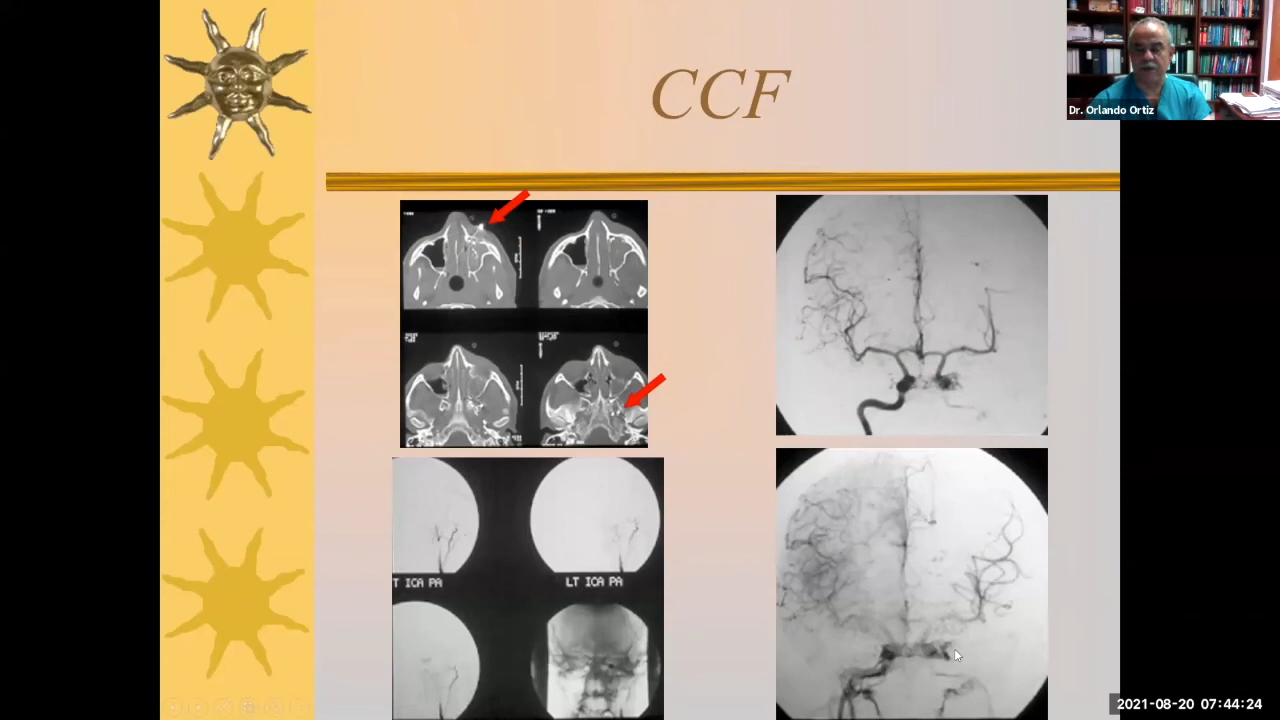 CCF
Dr. Orlando Ortiz
T ICA PA
LT ICA PA
2021-08-20 07:44:24